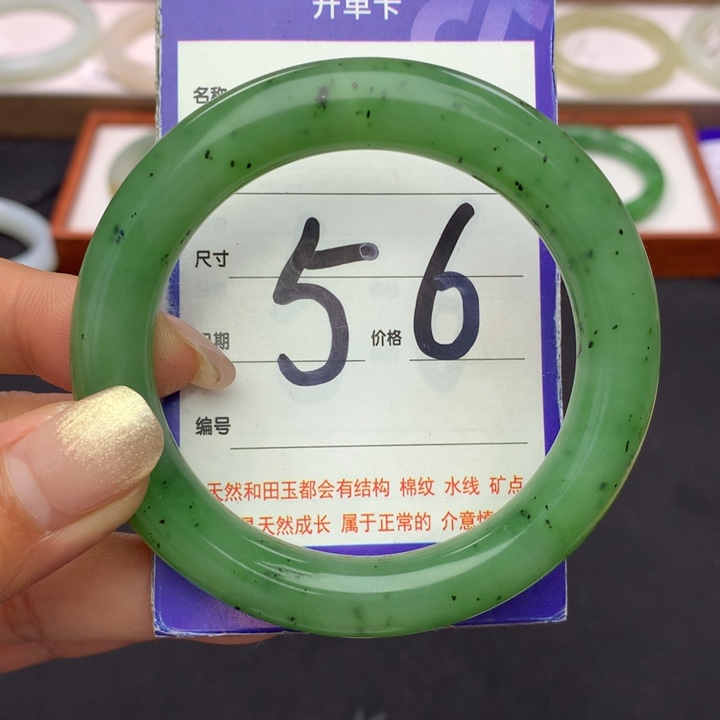 开单卡
名称
尺寸
56
日期 价格
编号
天然和田玉都会有结构 棉纹 水线 矿点
是天然成长 属于正常的 介意慎